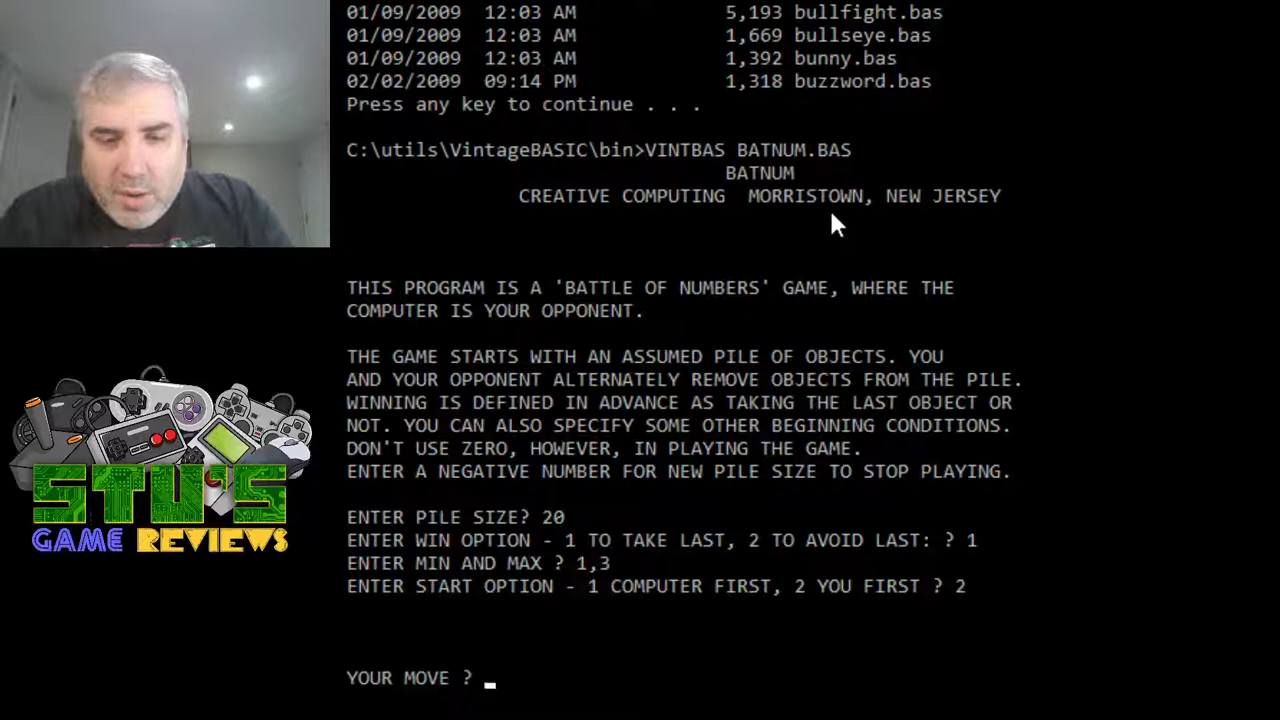 01/09/2009 12:03 AM 5,193 bullfight.bas
01/09/2009 12:03 AM 1,669 bullseye.bas
01/09/2009 12:03 AM 1,392 bunny.bas
02/02/2009 09:14 PM 1,318 buzzword.bas
Press any key to continue . . .
C:\utils\VintageBASIC\bin>VINTBAS BATNUM.BAS
BATNUM
CREATIVE COMPUTING MORRISTOWN, NEW JERSEY
THIS PROGRAM IS A 'BATTLE OF NUMBERS' GAME, WHERE THE
COMPUTER IS YOUR OPPONENT.
THE GAME STARTS WITH AN ASSUMED PILE OF OBJECTS. YOU
AND YOUR OPPONENT ALTERNATELY REMOVE OBJECTS FROM THE PILE.
WINNING IS DEFINED IN ADVANCE AS TAKING THE LAST OBJECT OR
NOT. YOU CAN ALSO SPECIFY SOME OTHER BEGINNING CONDITIONS.
DON'T USE ZERO, HOWEVER, IN PLAYING THE GAME.
ENTER A NEGATIVE NUMBER FOR NEW PILE SIZE TO STOP PLAYING.
ENTER PILE SIZE? 20
ENTER WIN OPTION - 1 TO TAKE LAST, 2 TO AVOID LAST: ? 1
ENTER MIN AND MAX ? 1,3
ENTER START OPTION - 1 COMPUTER FIRST, 2 YOU FIRST ? 2
YOUR MOVE ?
STU'S
GAME REVIEWS